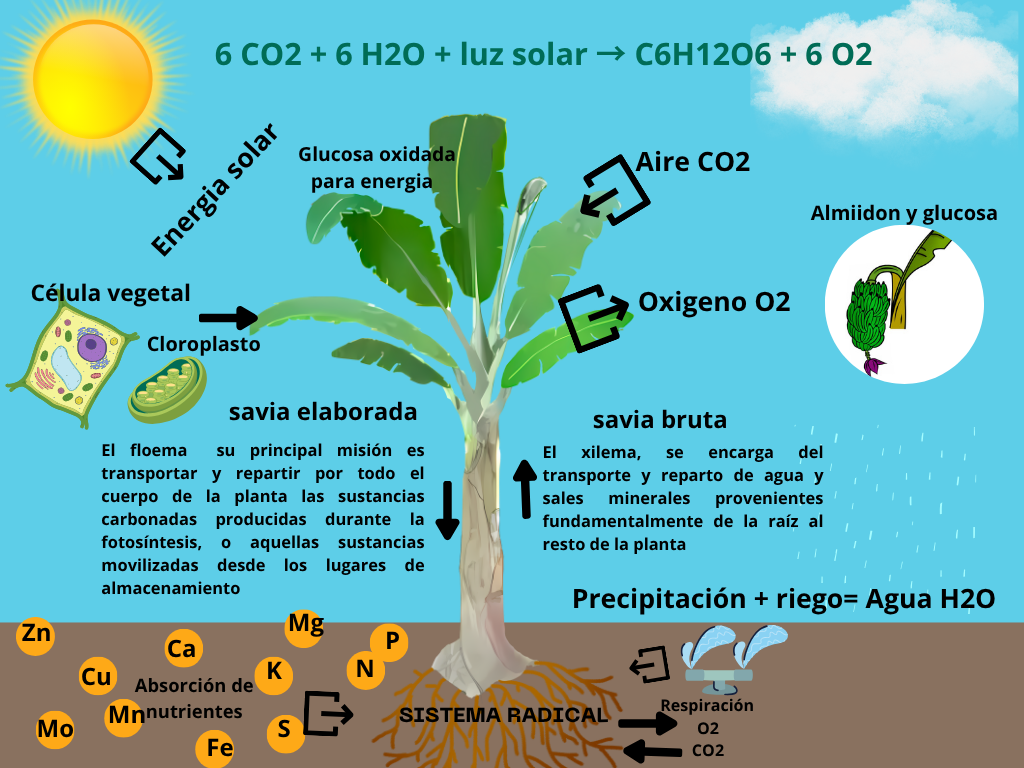 6 CO2 + 6 H2O + luz solar → C6H12O6 + 6 O2
Energia solar
Glucosa oxidada
para energia
Aire CO2
Almiidon y glucosa
Célula vegetal
Oxigeno O2
Cloroplasto
savia elaborada
El floema su principal misión es
transportar y repartir por todo el
cuerpo de la planta las sustancias
carbonadas producidas durante la
fotosíntesis, o aquellas sustancias
movilizadas desde los lugares de
almacenamiento
savia bruta
El xilema, se encarga del
transporte y reparto de agua y
sales minerales provenientes
fundamentalmente de la raíz al
resto de la planta
Precipitación + riego= Agua H2O
Zn
Ca
Mg
P
Cu
K
N
Absorción de
nutrientes
Mn
Mo
Fe
S
SISTEMA RADICAL
Respiración
O2
CO2